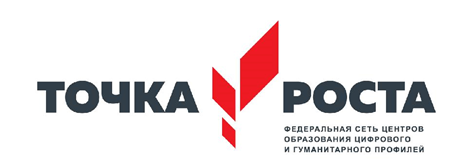 ТОЧКА РОСТА
ФЕДЕРАЛЬНАЯ СЕТЬ ЦЕНТРОВ
ОБРАЗОВАНИЯ ЦИФРОВОГО
И ГУМАНИТАРНОГО ПРОФИЛЕЙ